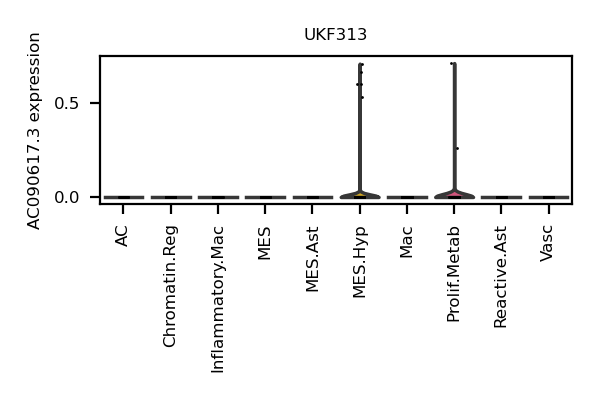 UKF313
AC090617.3 expression
0.5
0.0
AC
Chromatin.Reg
Inflammatory.Mac
MES
MES.Ast
MES.Hyp
Mac
Prolif.Metab
Reactive.Ast
Vasc